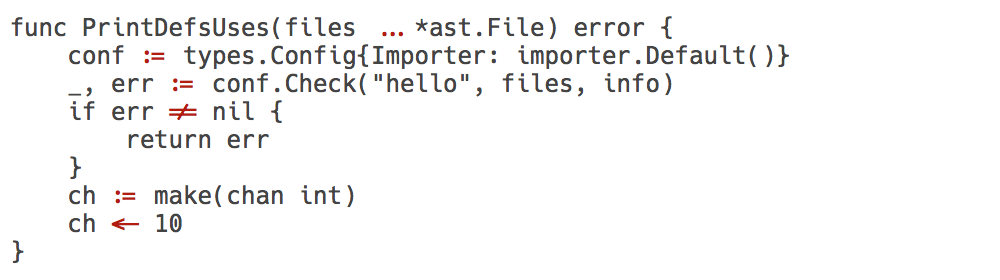 func PrintDefsUses(files ... *ast.File) error {
    conf := types.Config{Importer: importer.Default()}
    _, err := conf.Check("hello", files, info)
    if err != nil {
        return err
    }
    ch := make(chan int)
    ch <- 10
}